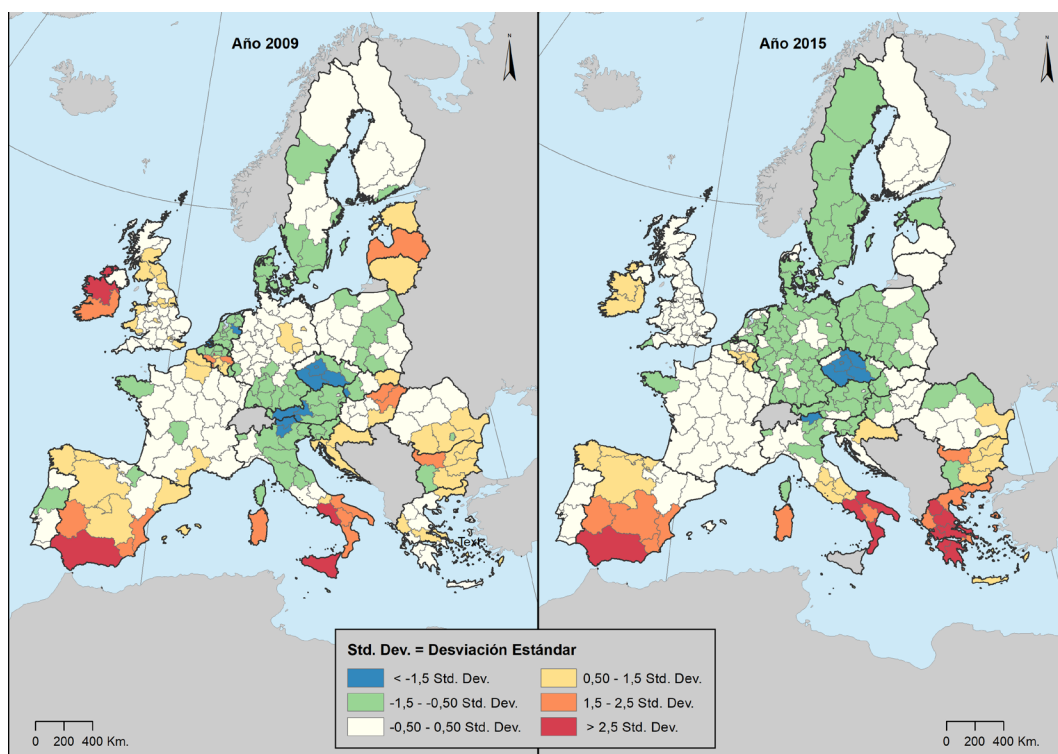 Año 2009
N
Año 2015
N
Text
Std. Dev. = Desviación Estándar
< -1,5 Std. Dev.
-1,5 - -0,50 Std. Dev.
-0,50 - 0,50 Std. Dev.
0,50 - 1,5 Std. Dev.
1,5 - 2,5 Std. Dev.
> 2,5 Std. Dev.
0 200 400 Km.
0 200 400 Km.